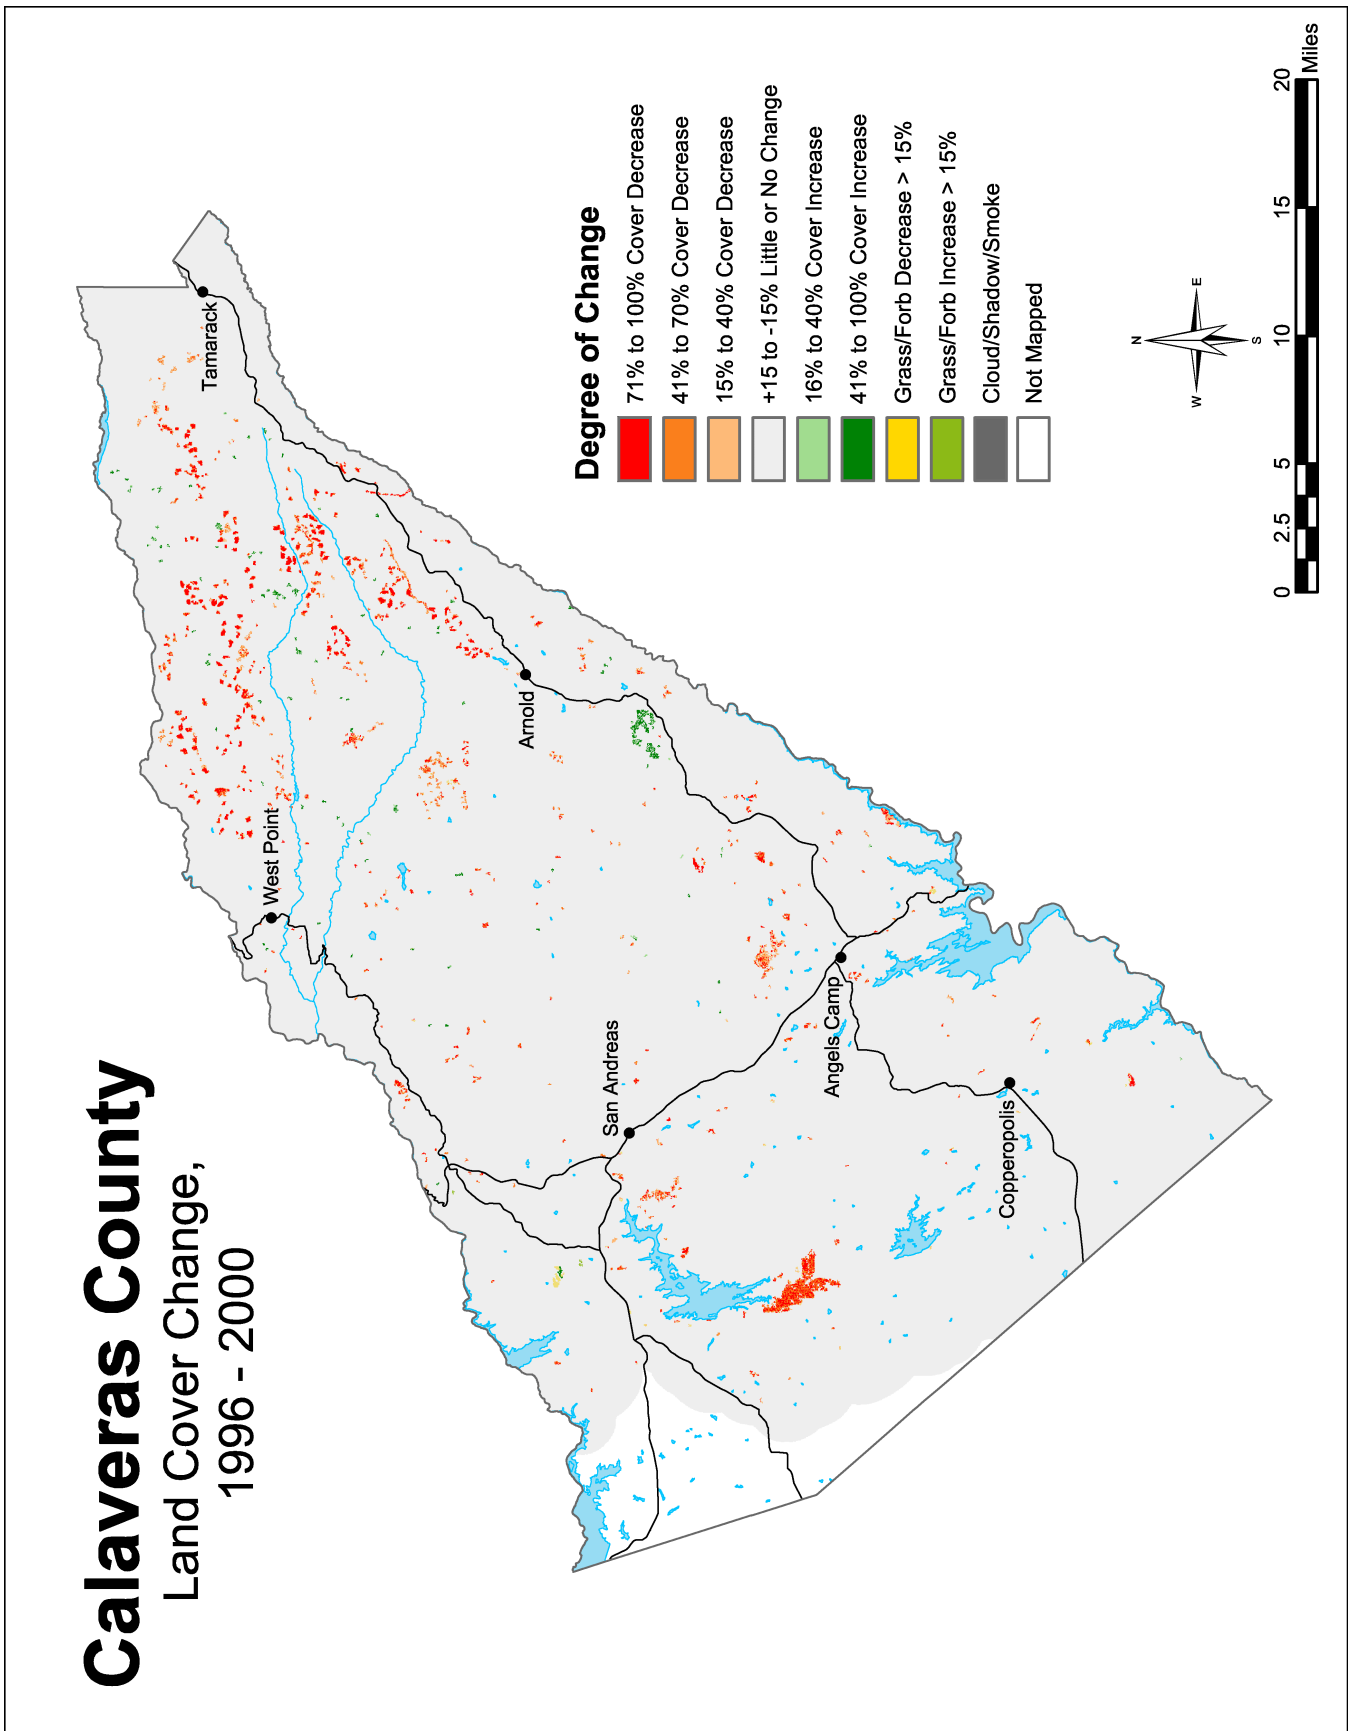 Calaveras County
Land Cover Change,
1996 - 2000
Tamarack
West Point
Arnold
San Andreas
Angels Camp
Copperopolis
Degree of Change
71% to 100% Cover Decrease
41% to 70% Cover Decrease
15% to 40% Cover Decrease
+15 to -15% Little or No Change
16% to 40% Cover Increase
41% to 100% Cover Increase
Grass/Forb Decrease > 15%
Grass/Forb Increase > 15%
Cloud/Shadow/Smoke
Not Mapped
N
W
E
S
0 2.5 5 10 15 20
Miles